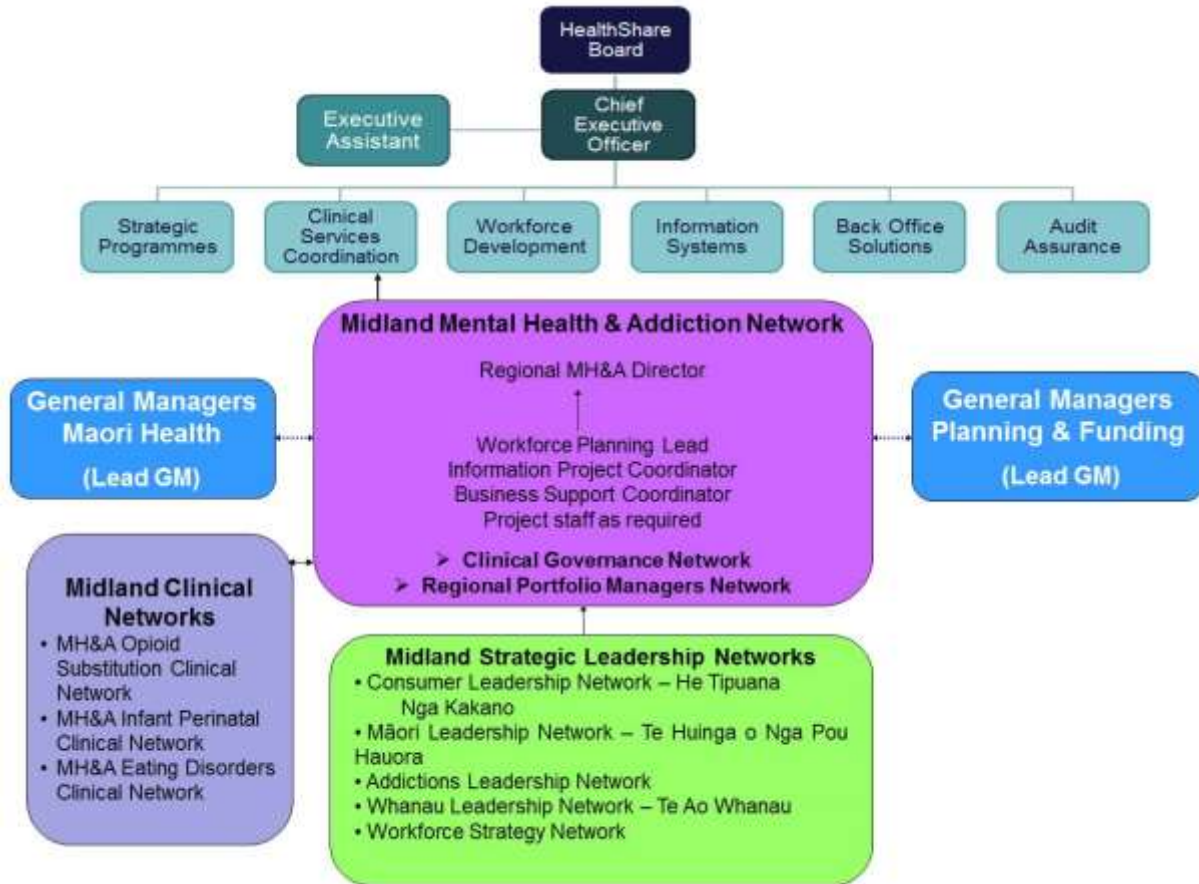 HealthShare
Board
Executive
Assistant
Chief
Executive
Officer
Strategic
Programmes
Clinical
Services
Coordination
Workforce
Development
Information
Systems
Back Office
Solutions
Audit
Assurance
Midland Mental Health & Addiction Network
Regional MH&A Director
Workforce Planning Lead
Information Project Coordinator
Business Support Coordinator
Project staff as required
➢ Clinical Governance Network
➢ Regional Portfolio Managers Network
General Managers
Maori Health
(Lead GM)
General Managers
Planning & Funding
(Lead GM)
Midland Clinical
Networks
• MH&A Opioid
Substitution Clinical
Network
• MH&A Infant Perinatal
Clinical Network
• MH&A Eating Disorders
Clinical Network
Midland Strategic Leadership Networks
• Consumer Leadership Network – He Tipuana
Nga Kakano
• Māori Leadership Network – Te Huinga o Nga Pou
Hauora
• Addictions Leadership Network
• Whanau Leadership Network – Te Ao Whanau
• Workforce Strategy Network